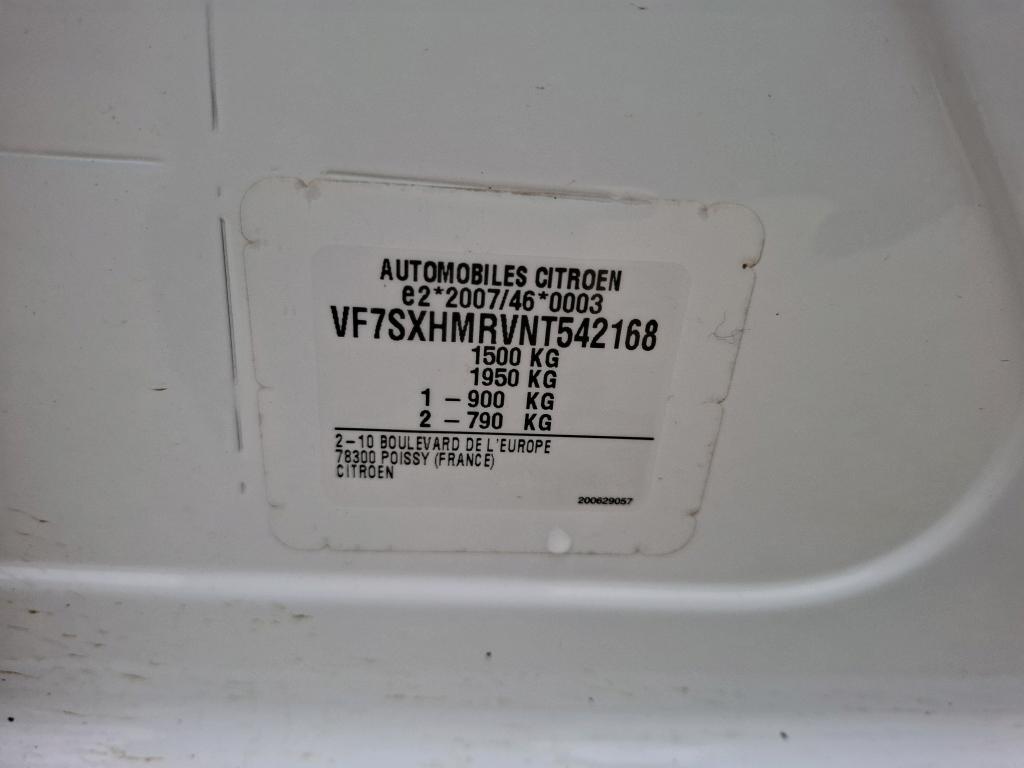 AUTOMOBILES CITROEN
e2*2007/46*0003
VF7SXHMRVNT542168
1500 KG
1950 KG
1 - 900 KG
2 - 790 KG
2-10 BOULEVARD DE L'EUROPE
78300 POISSY (FRANCE)
CITROEN
200629057